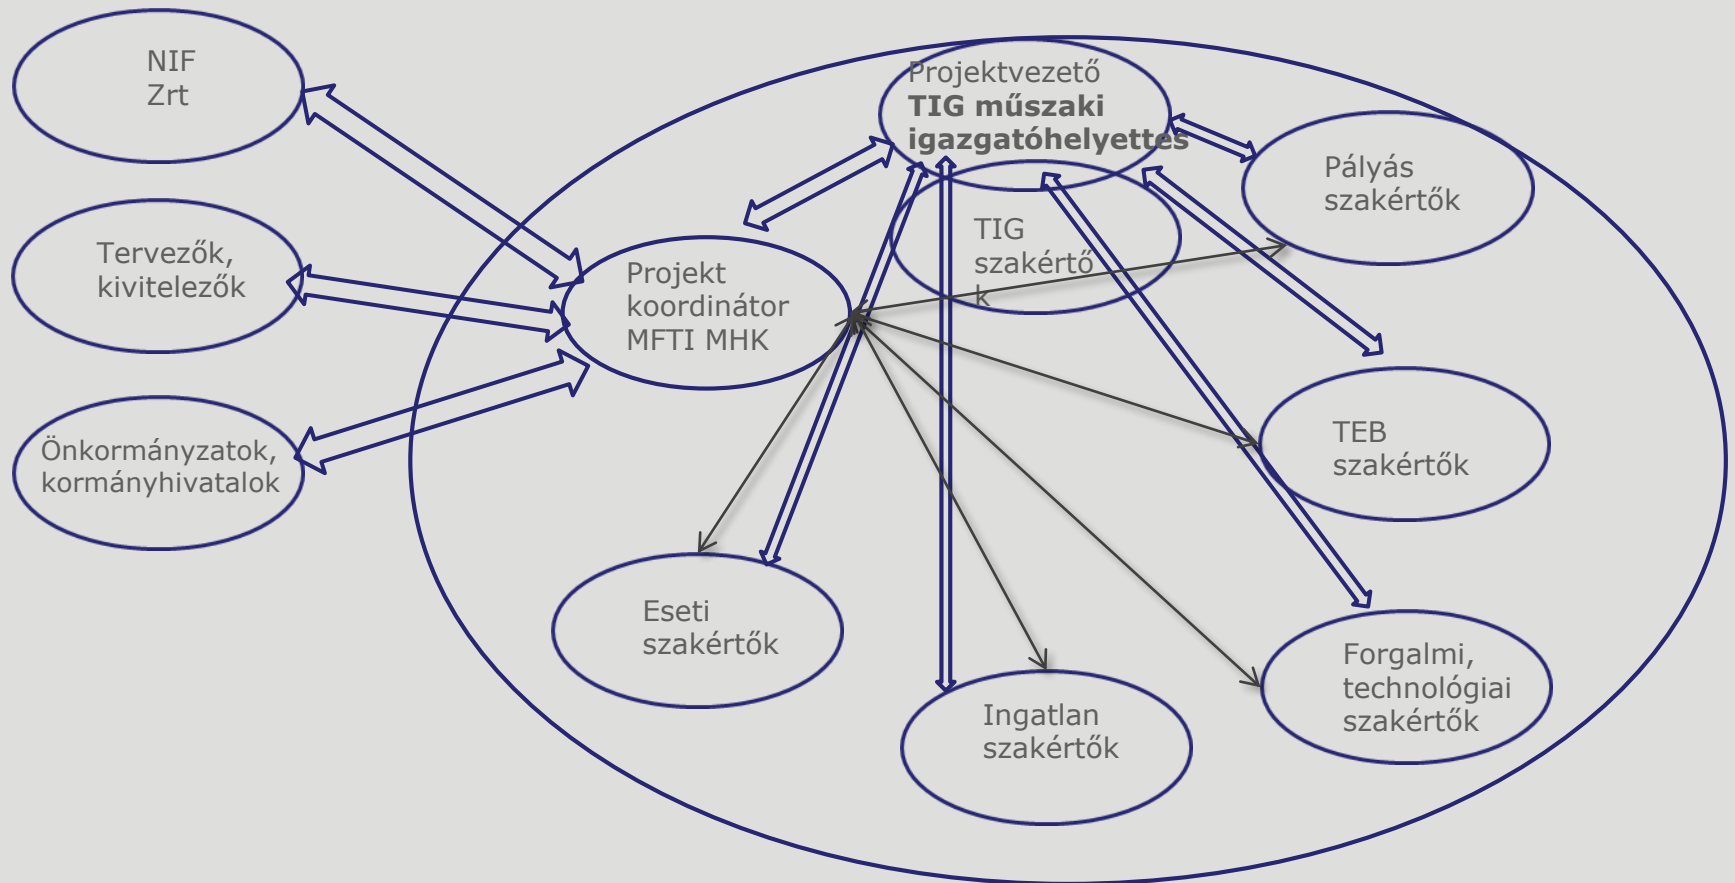 NIF
Zrt
Projektvezető
TIG műszaki
igazgatóhelyettes
Pályás
szakértők
TIG
szakértő
k
Tervezők,
kivitelezők
Projekt
koordinátor
MFTI MHK
Önkormányzatok,
kormányhivatalok
TEB
szakértők
Eseti
szakértők
Forgalmi,
technológiai
szakértők
Ingatlan
szakértők